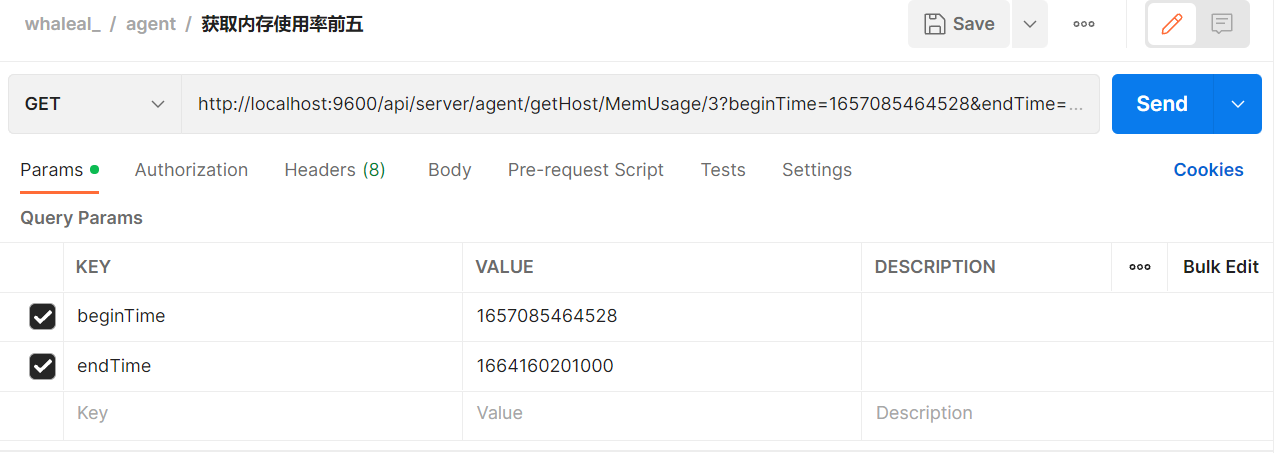 whaleal_ / agent / 获取内存使用率前五 Save
GET http://localhost:9600/api/server/agent/getHost/MemUsage/3?beginTime=1657085464528&endTime=... Send
Params Authorization Headers (8) Body Pre-request Script Tests Settings Cookies
Query Params
KEY VALUE DESCRIPTION Bulk Edit
beginTime 1657085464528
endTime 1664160201000
Key Value Description